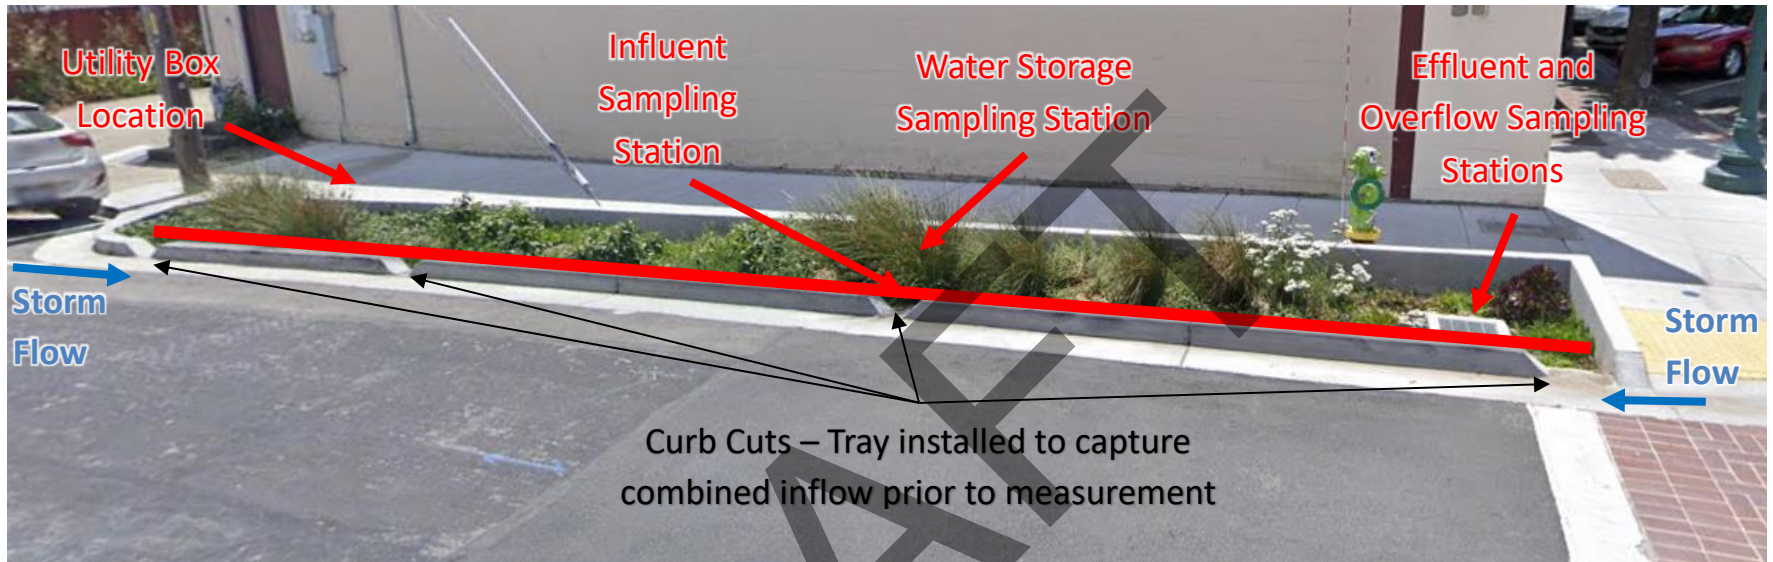 Utility Box
Location
Influent
Sampling
Station
Water Storage
Sampling Station
Effluent and
Overflow Sampling
Stations
Storm
Flow
Storm
Flow
Curb Cuts – Tray installed to capture
combined inflow prior to measurement